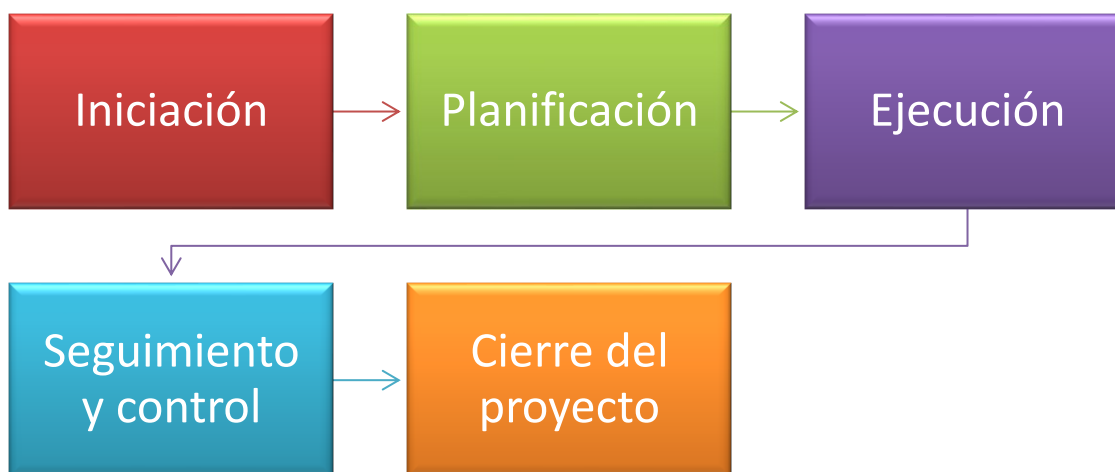 Iniciación
Planificación
Ejecución
Seguimiento
y control
Cierre del
proyecto